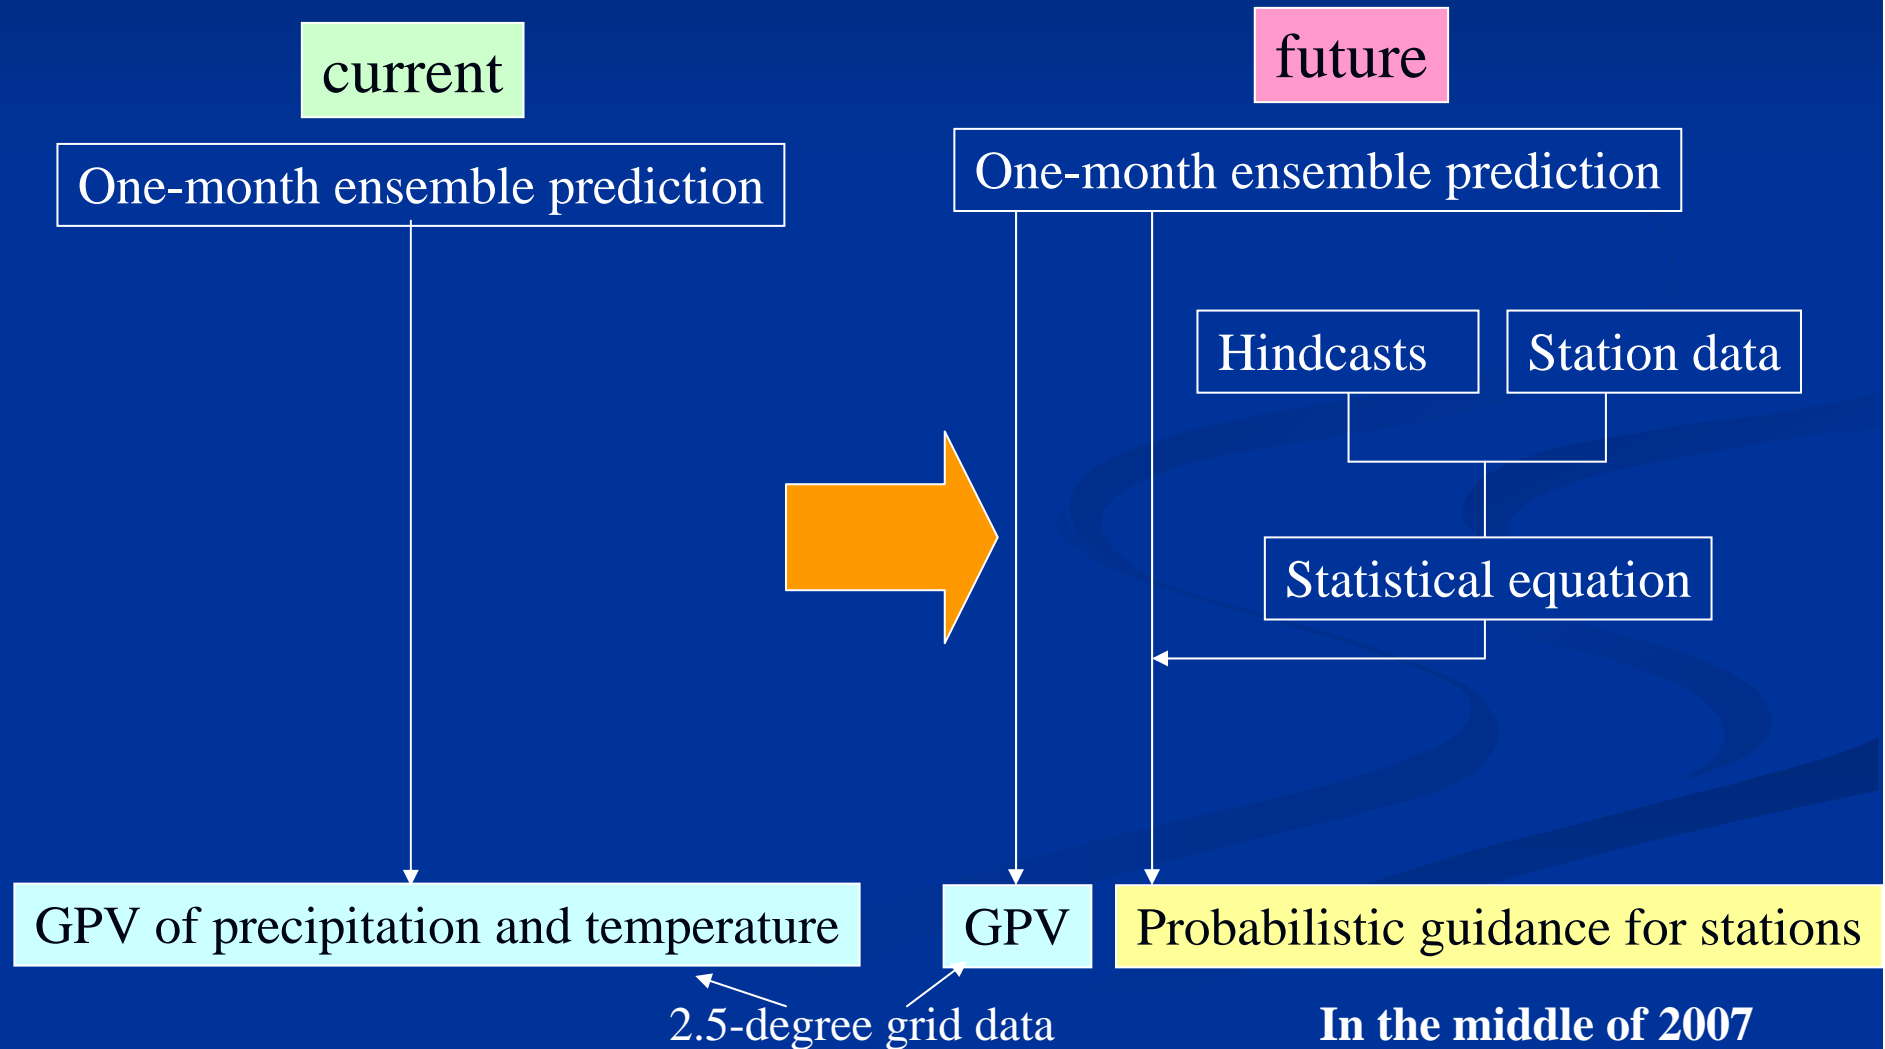 current
One-month ensemble prediction
GPV of precipitation and temperature
future
One-month ensemble prediction
Hindcasts
Station data
Statistical equation
GPV
Probabilistic guidance for stations
2.5-degree grid data
In the middle of 2007